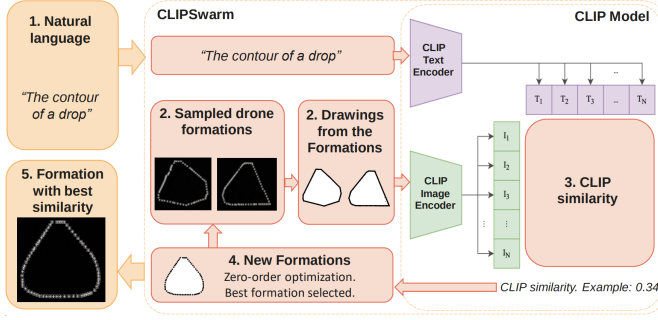 CLIPSwarm
CLIP Model
1. Natural
language
"The contour
of a drop"
"The contour of a drop"
CLIP
Text
Encoder
..
T1 T2 T3 .. TN
2. Sampled drone
formations
2. Drawings
from the
Formations
CLIP
Image
Encoder
I1
I2
I3
⋮ ⋮
IN
3. CLIP
similarity
5. Formation
with best
similarity
4. New Formations
Zero-order optimization.
Best formation selected.
CLIP similarity. Example: 0.34